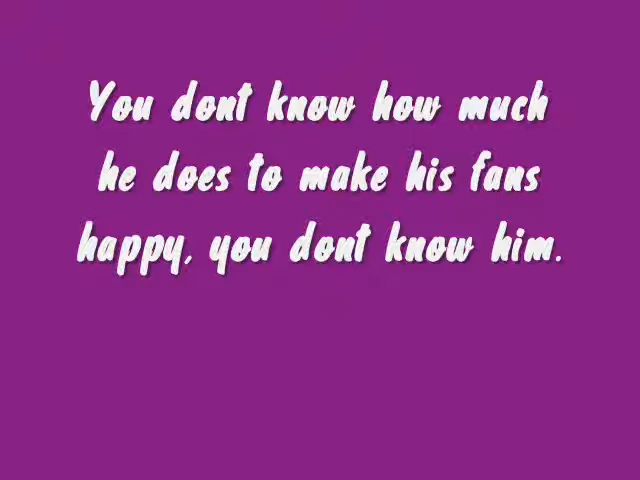 You dont know how much
he does to make his fans
happy, you dont know him.